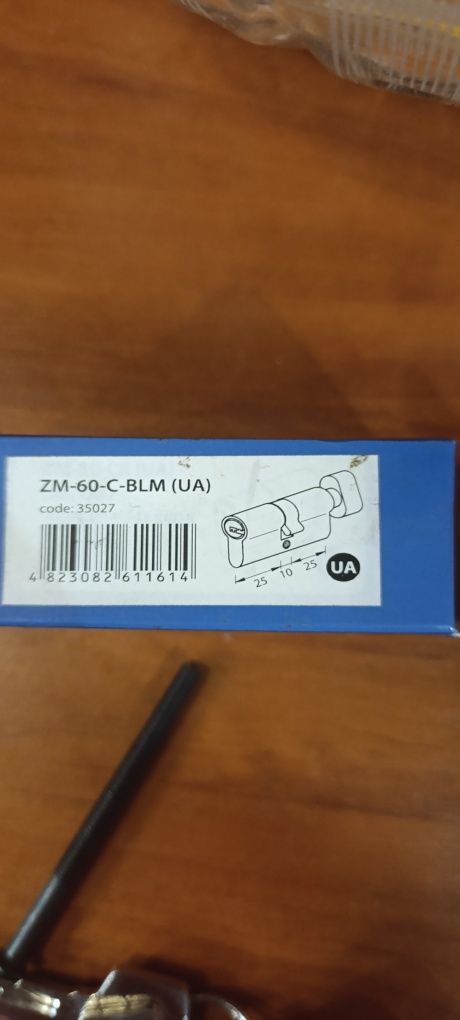 ZM-60-C-BLM (UA)
code: 35027
4 823082 611614
25 10 25
UA